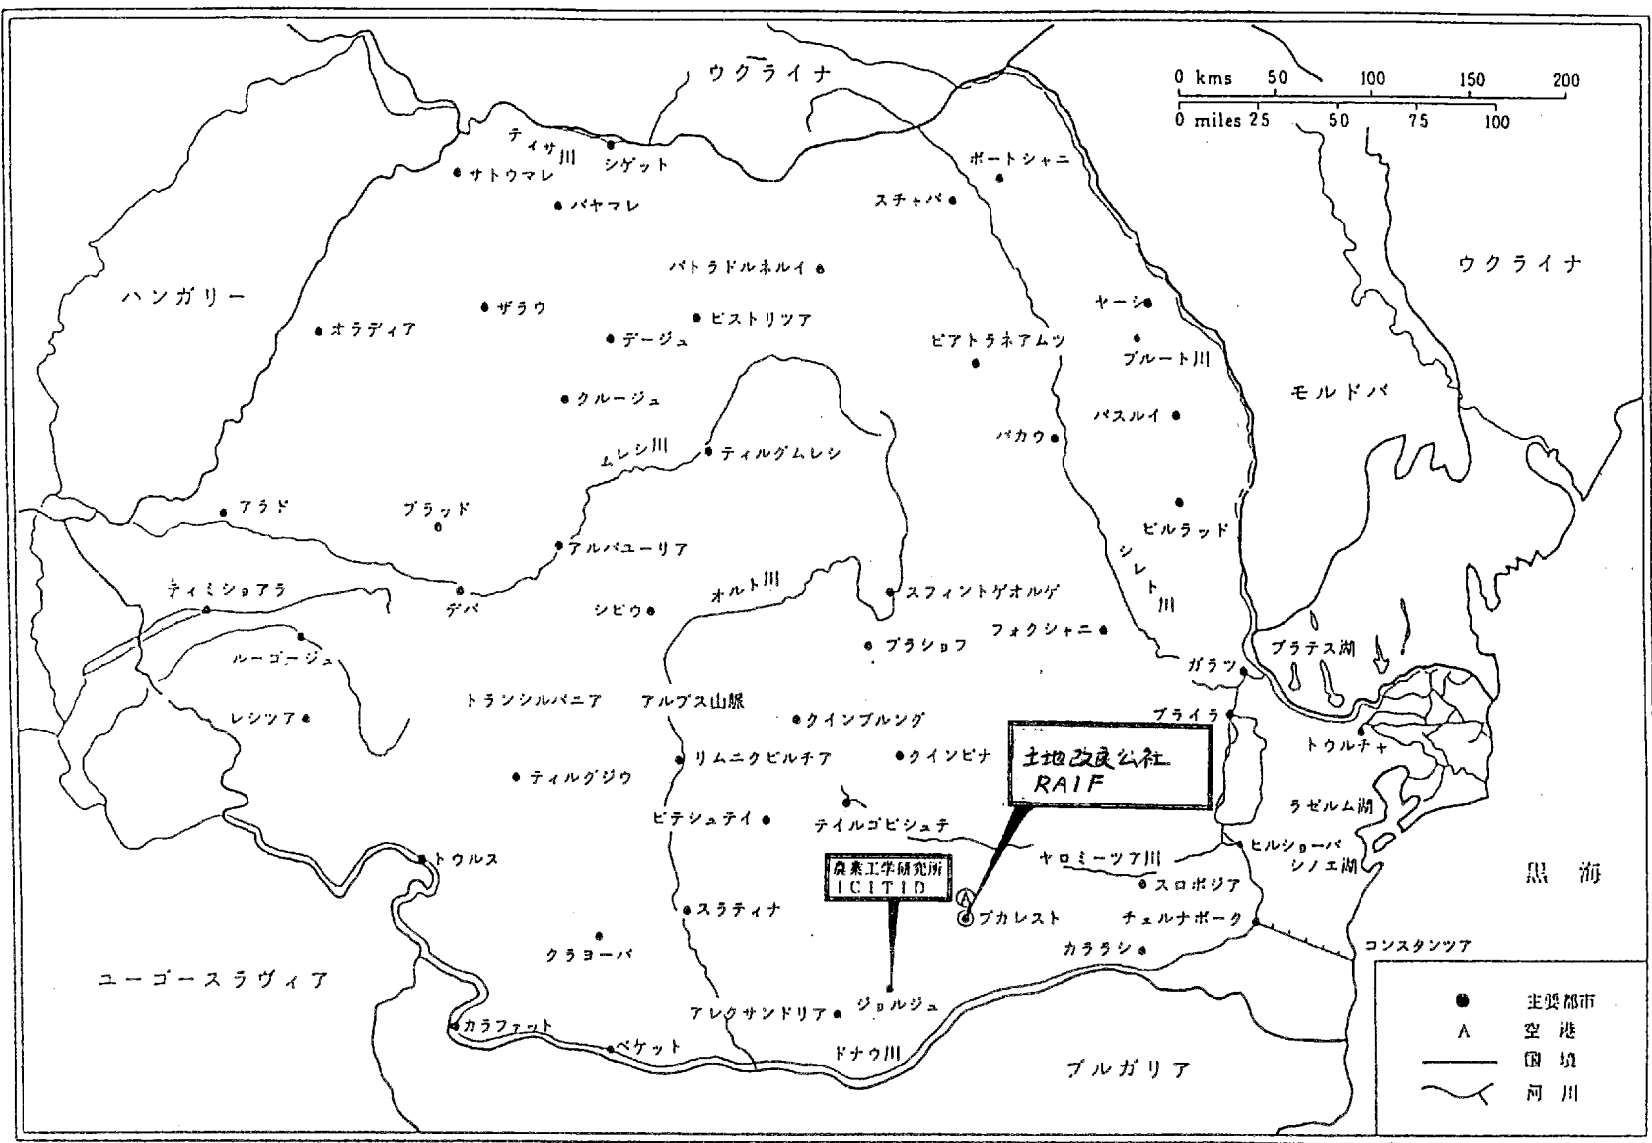 ウクライナ
0 kms 50 100 150 200
0 miles 25 50 75 100
ティサ川
シゲット
サトウマレ
バヤマレ
ボートシャニ
スチャバ
バトラドルネルイ
ウクライナ
ハンガリー
ザラウ
ビストリツア
ヤーシ
オラディア
デージュ
ピアトラネアムツ
プルート川
クルージュ
モルドバ
バスルイ
バカウ
ムレシ川
ティルグムレシ
アラド
ブラッド
ビルラッド
アルバユーリア
シレト川
ティミショアラ
デバ
シビウ
オルト川
スフィントゲオルゲ
フォクシャニ
ブラショフ
ブラテス湖
ルーゴージュ
ガラツ
トランシルバニア アルプス山脈
レシツア
クインプルング
ブライラ
トウルチャ
リムニクビルチア
クインピナ
土地改良公社
RAIF
ティルグジウ
ラゼルム湖
ピテシュテイ
テイルゴビシュテ
ヒルショーバ
トウルス
農業工学研究所
ICITID
ヤロミーツア川
シノエ湖
黒海
スロボジア
スラティナ
A
ブカレスト
チェルナボーク
クラヨーバ
カララシ
コンスタンツア
ユーゴースラヴィア
アレクサンドリア
ジョルジュ
カラファット
ベケット
ドナウ川
ブルガリア
主要都市
A 空港
国境
河川